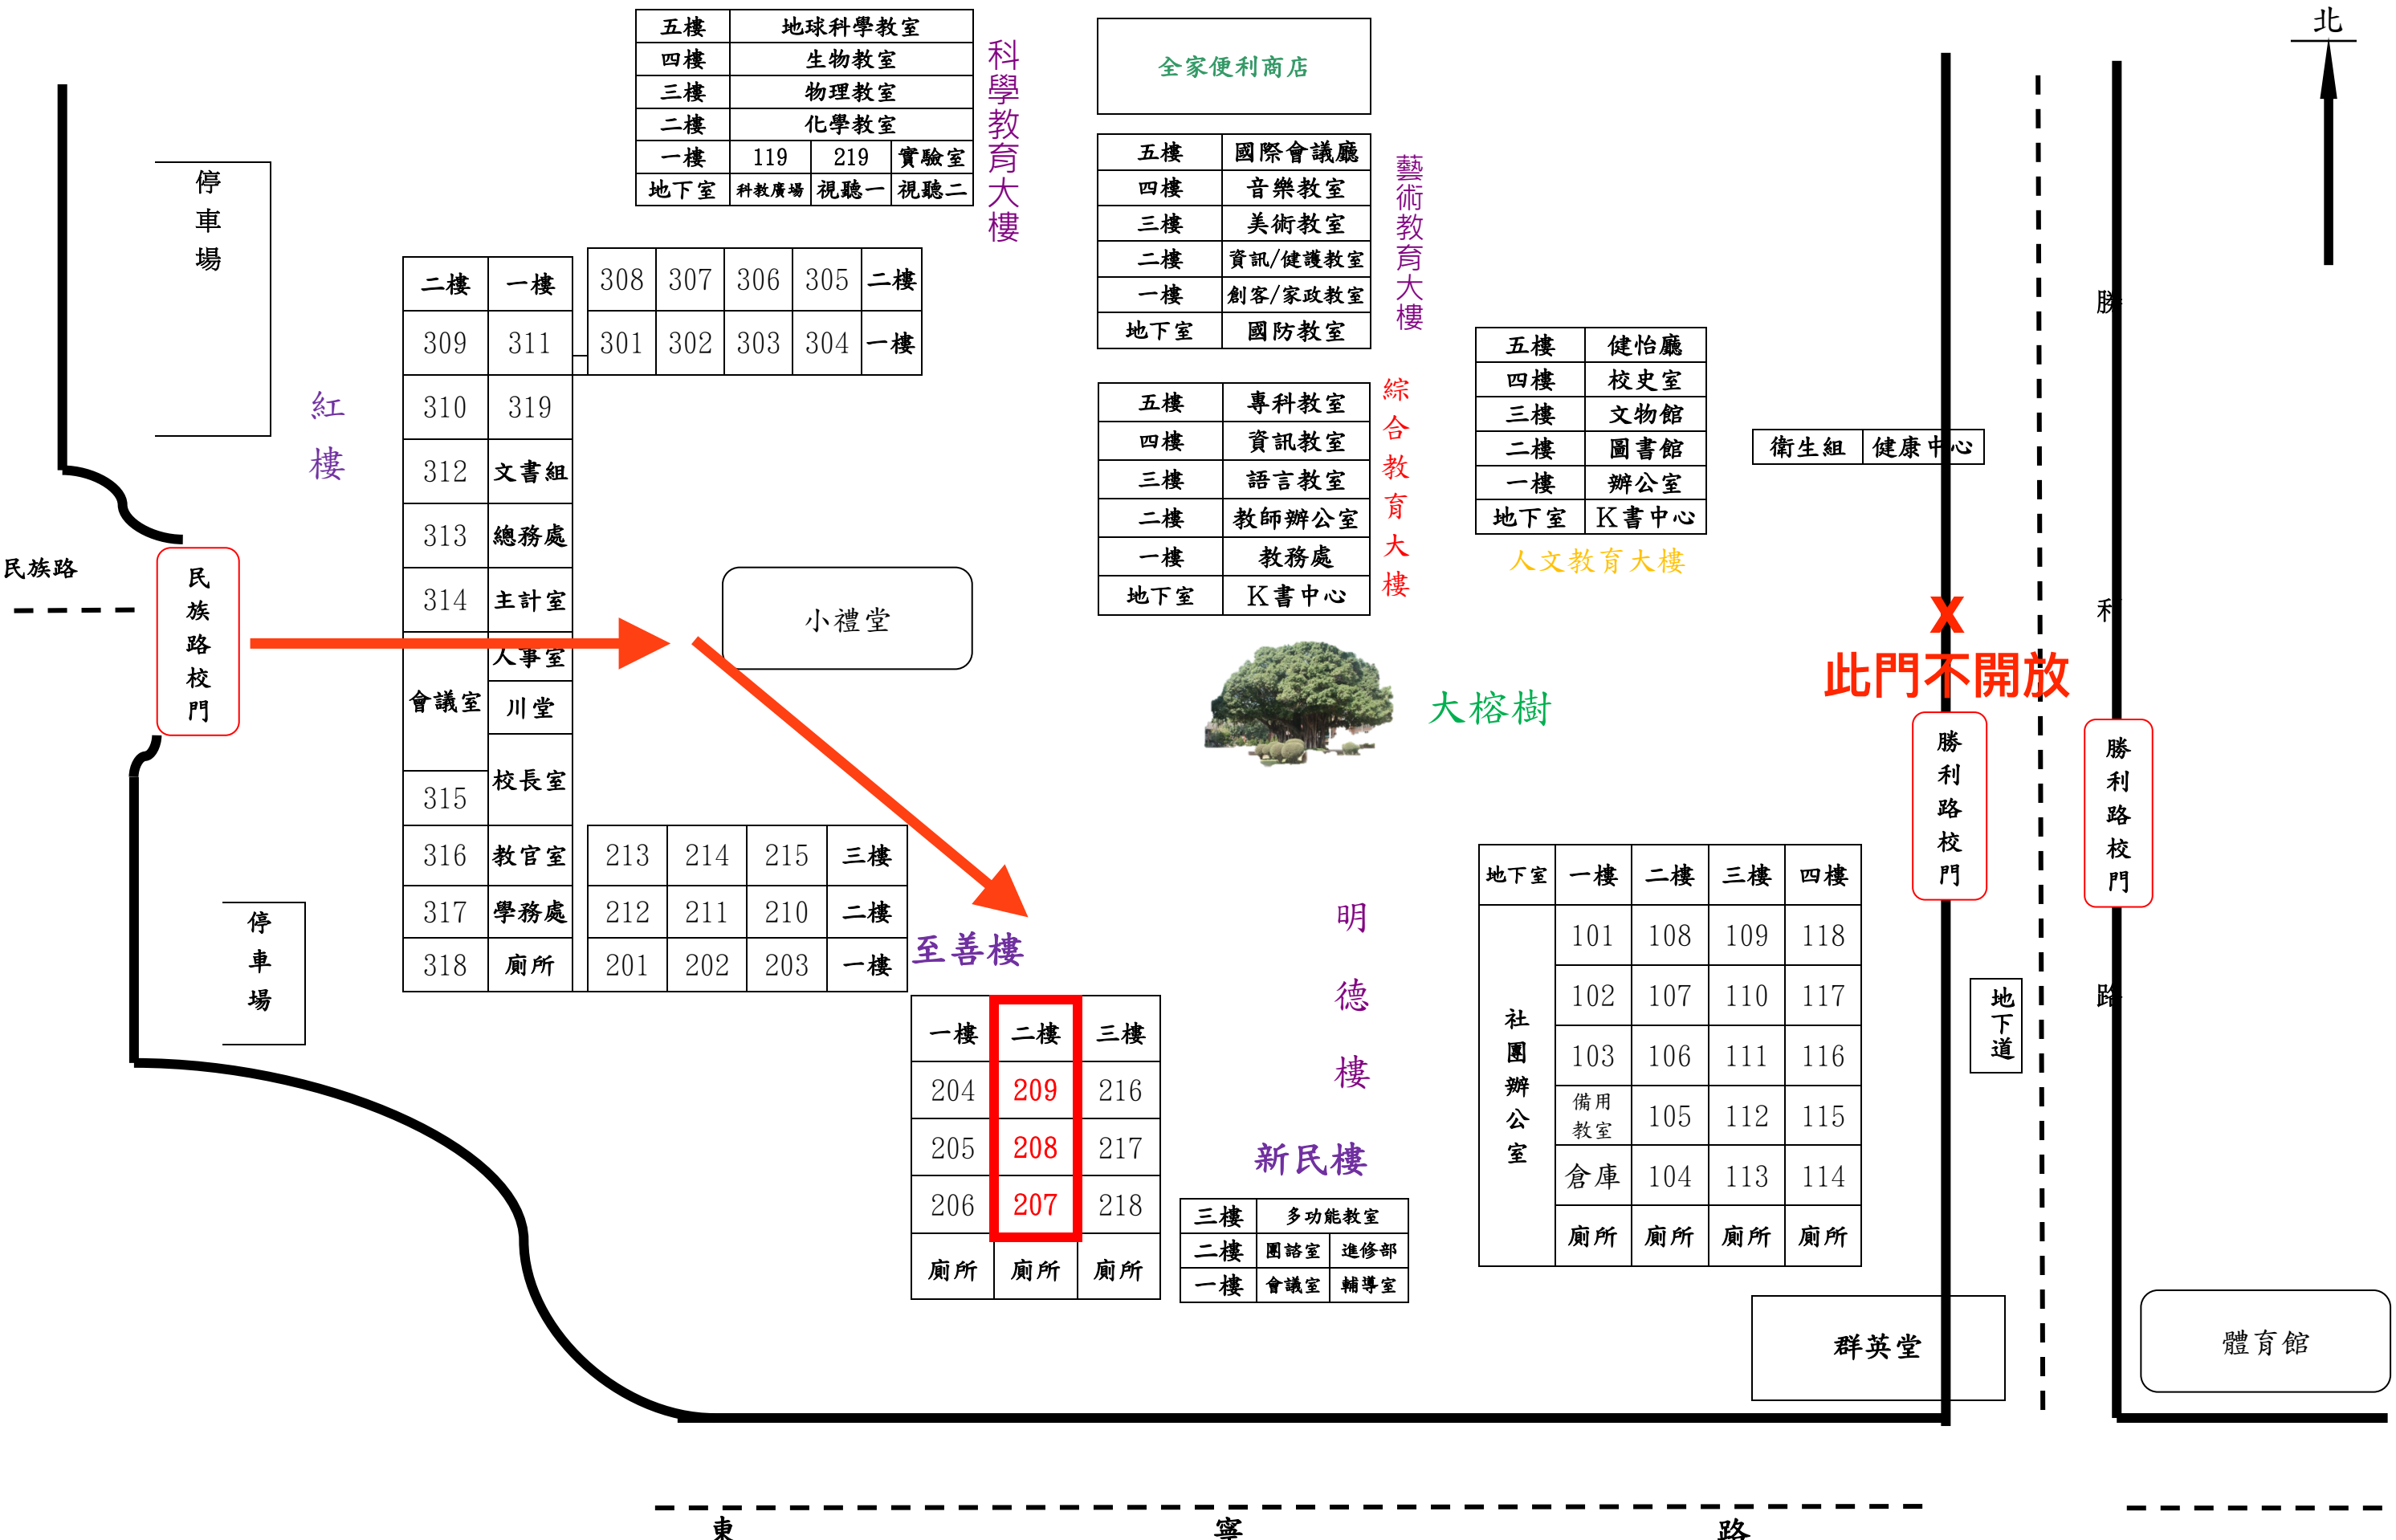 北
五樓 地球科學教室
四樓 生物教室
三樓 物理教室
二樓 化學教室
一樓 119 219 實驗室
地下室 科教廣場 視聽一 視聽二
科學教育大樓
全家便利商店
五樓 國際會議廳
四樓 音樂教室
三樓 美術教室
二樓 資訊/健護教室
一樓 創客/家政教室
地下室 國防教室
藝術教育大樓
停車場
紅樓
二樓 一樓
309 311
310 319
312 文書組
313 總務處
314 主計室
會議室 人事室
川堂
315 校長室
316 教官室
317 學務處
318 廁所
308 307 306 305 二樓
301 302 303 304 一樓
五樓 專科教室
四樓 資訊教室
三樓 語言教室
二樓 教師辦公室
一樓 教務處
地下室 K書中心
綜合教育大樓
五樓 健怡廳
四樓 校史室
三樓 文物館
二樓 圖書館
一樓 辦公室
地下室 K書中心
人文教育大樓
衛生組 健康中心
勝利路
民族路
民族路校門
小禮堂
大榕樹
X
此門不開放
勝利路校門
勝利路校門
地下道
停車場
213 214 215 三樓
212 211 210 二樓
201 202 203 一樓
至善樓
一樓 二樓 三樓
204 209 216
205 208 217
206 207 218
廁所 廁所 廁所
明德樓
新民樓
三樓 多功能教室
二樓 團諮室 進修部
一樓 會議室 輔導室
地下室 一樓 二樓 三樓 四樓
社團辦公室
101 108 109 118
102 107 110 117
103 106 111 116
備用教室 105 112 115
倉庫 104 113 114
廁所 廁所 廁所 廁所
群英堂
體育館
東寧路